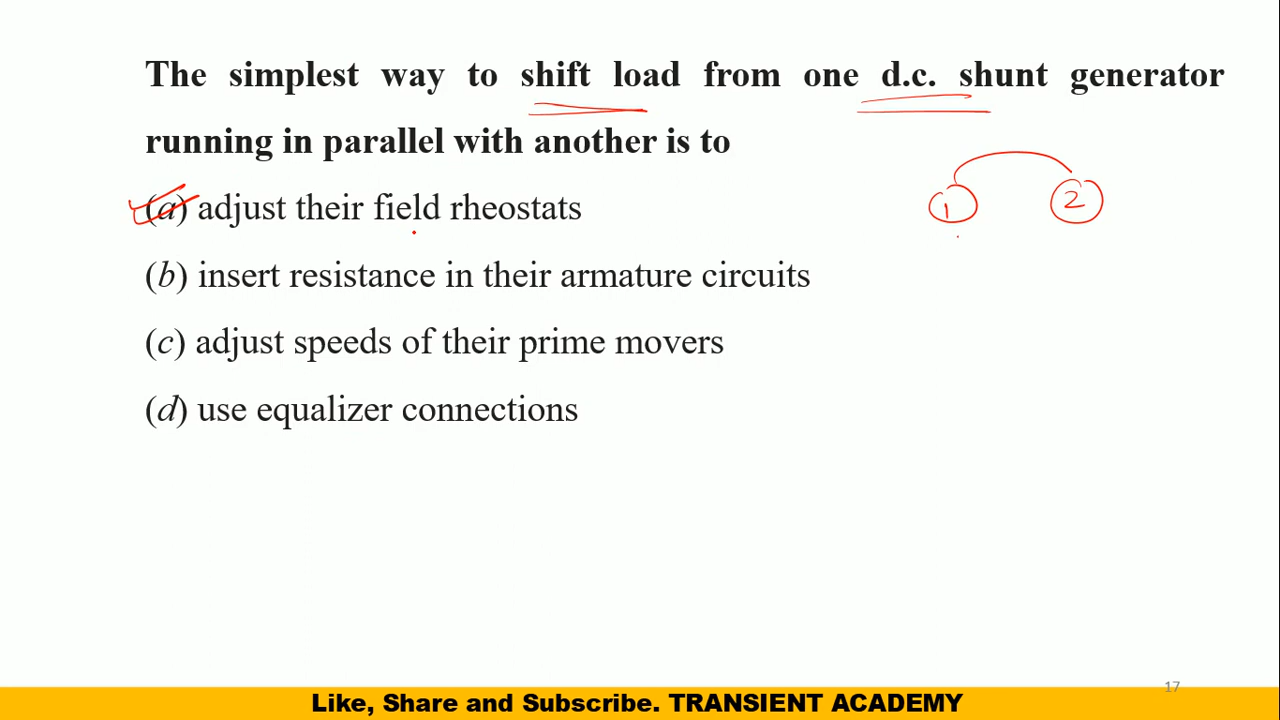 The simplest way to shift load from one d.c. shunt generator
running in parallel with another is to
(a) adjust their field rheostats
1 2
(b) insert resistance in their armature circuits
(c) adjust speeds of their prime movers
(d) use equalizer connections
17
Like, Share and Subscribe. TRANSIENT ACADEMY